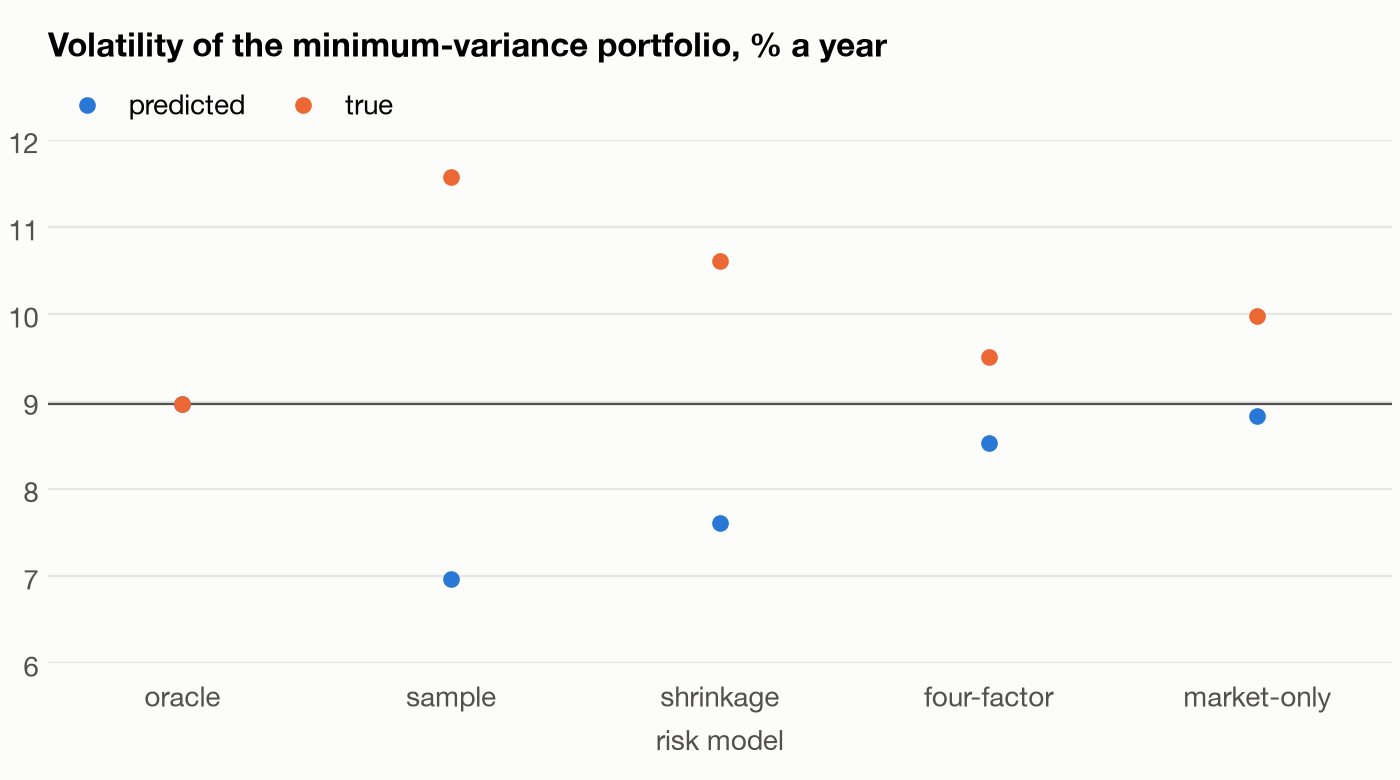 Volatility of the minimum-variance portfolio, % a year
predicted true
12
11
10
9
8
7
6
oracle sample shrinkage four-factor market-only
risk model